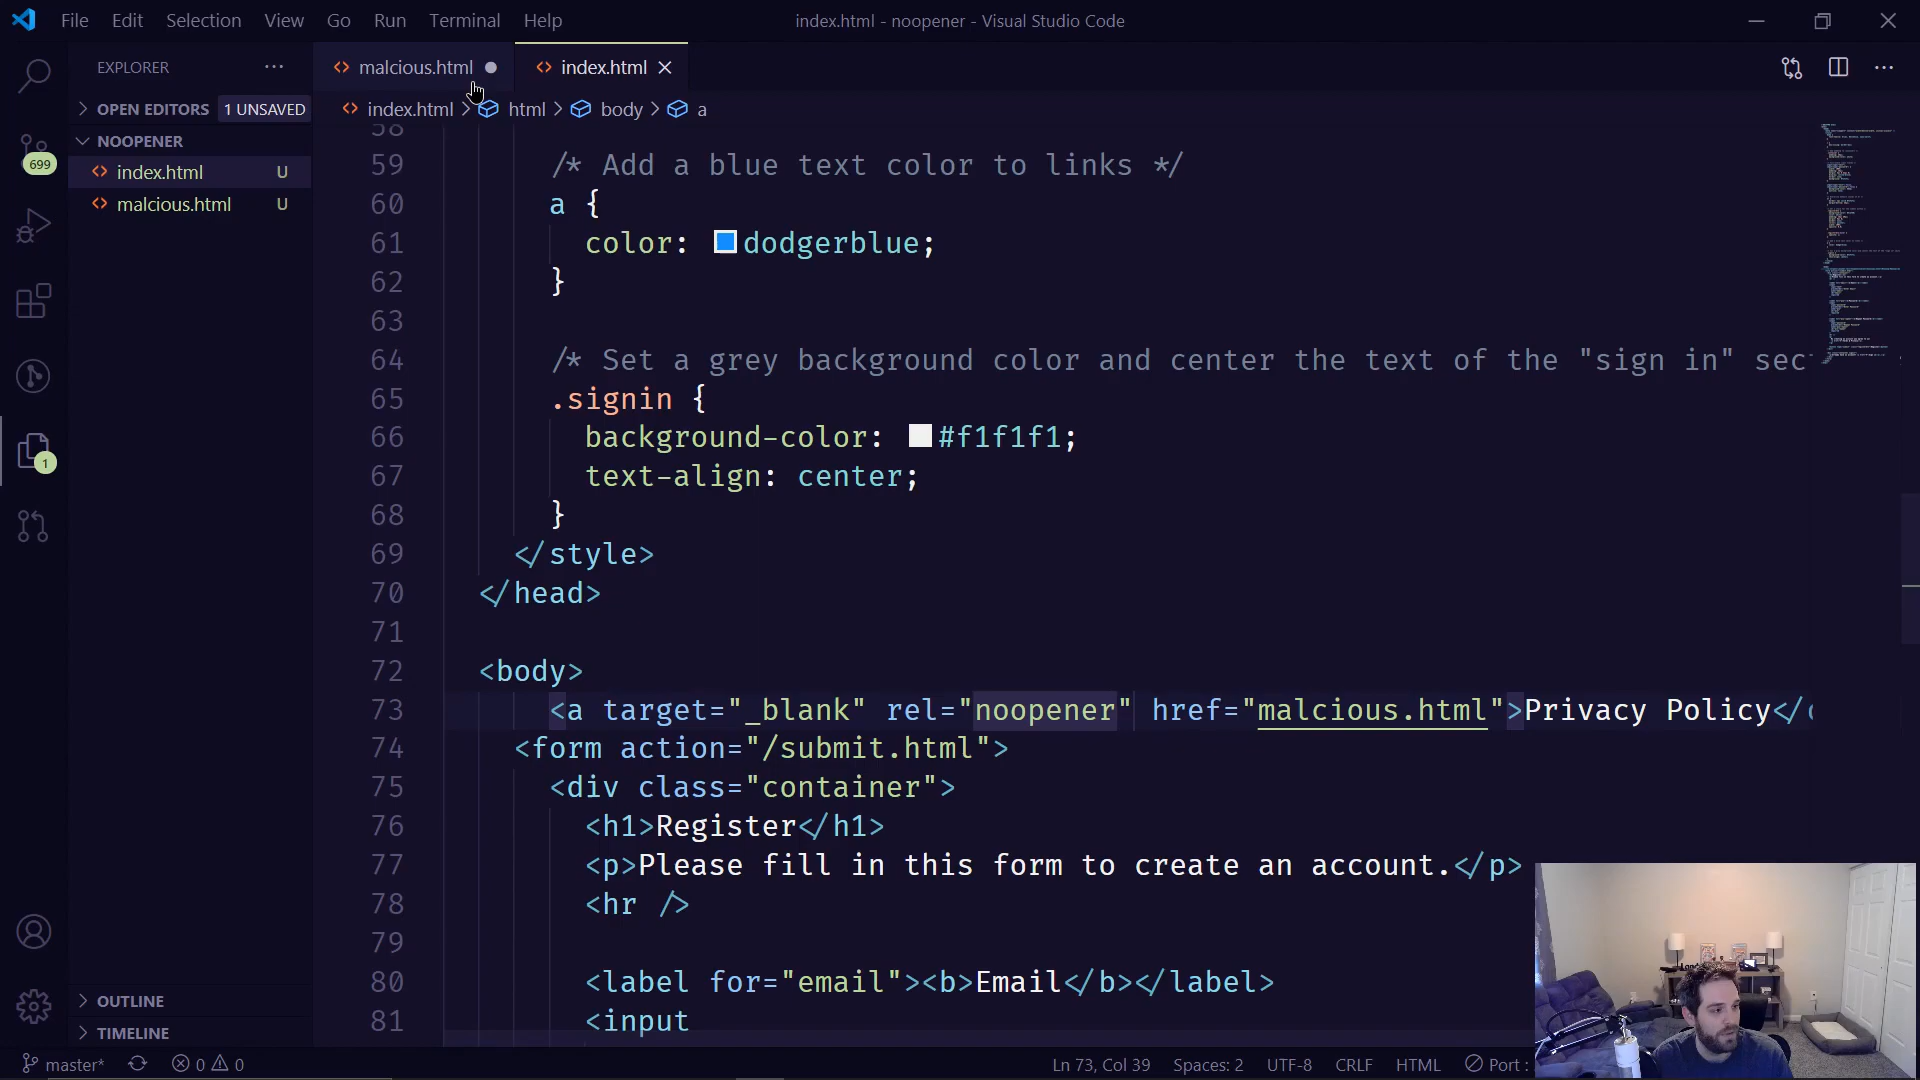 File Edit Selection View Go Run Terminal Help
index.html - noopener - Visual Studio Code
EXPLORER
malcious.html
index.html
OPEN EDITORS 1 UNSAVED
index.html > html > body > a
NOOPENER
index.html U
malcious.html U
699
1
58
59 /* Add a blue text color to links */
60 a {
61 color: dodgerblue;
62 }
63
64 /* Set a grey background color and center the text of the "sign in" sec
65 .signin {
66 background-color: #f1f1f1;
67 text-align: center;
68 }
69 </style>
70 </head>
71
72 <body>
73 <a target="_blank" rel="noopener" href="malcious.html">Privacy Policy</
74 <form action="/submit.html">
75 <div class="container">
76 <h1>Register</h1>
77 <p>Please fill in this form to create an account.</p>
78 <hr />
79
80 <label for="email"><b>Email</b></label>
81 <input
OUTLINE
TIMELINE
master* 0 0 Ln 73, Col 39 Spaces: 2 UTF-8 CRLF HTML Port :